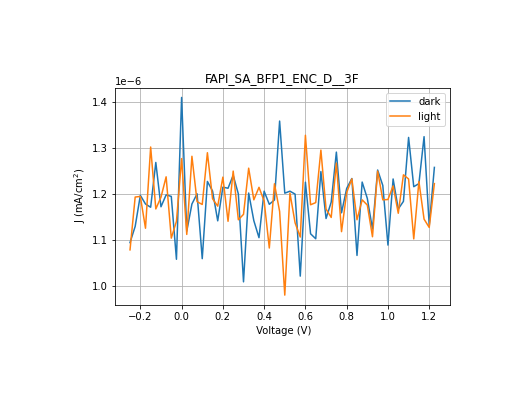 FAPI_SA_BFP1_ENC_D__3F
1e−6
dark
light
1.4
1.3
1.2
1.1
1.0
J (mA/cm²)
−0.2 0.0 0.2 0.4 0.6 0.8 1.0 1.2
Voltage (V)